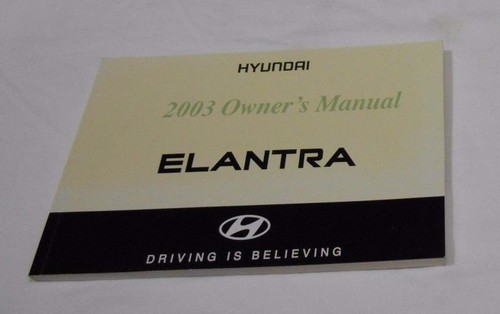 HYUNDAI
2003 Owner's Manual
ELANTRA
DRIVING IS BELIEVING